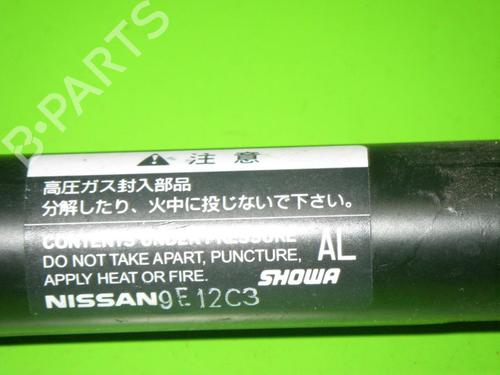 B·PARTS
⚠ 注意
高圧ガス封入部品
分解したり、火中に投じないで下さい。
CONTENTS UNDER PRESSURE AL
DO NOT TAKE APART, PUNCTURE,
APPLY HEAT OR FIRE. SHOWA
NISSAN 9E12C3